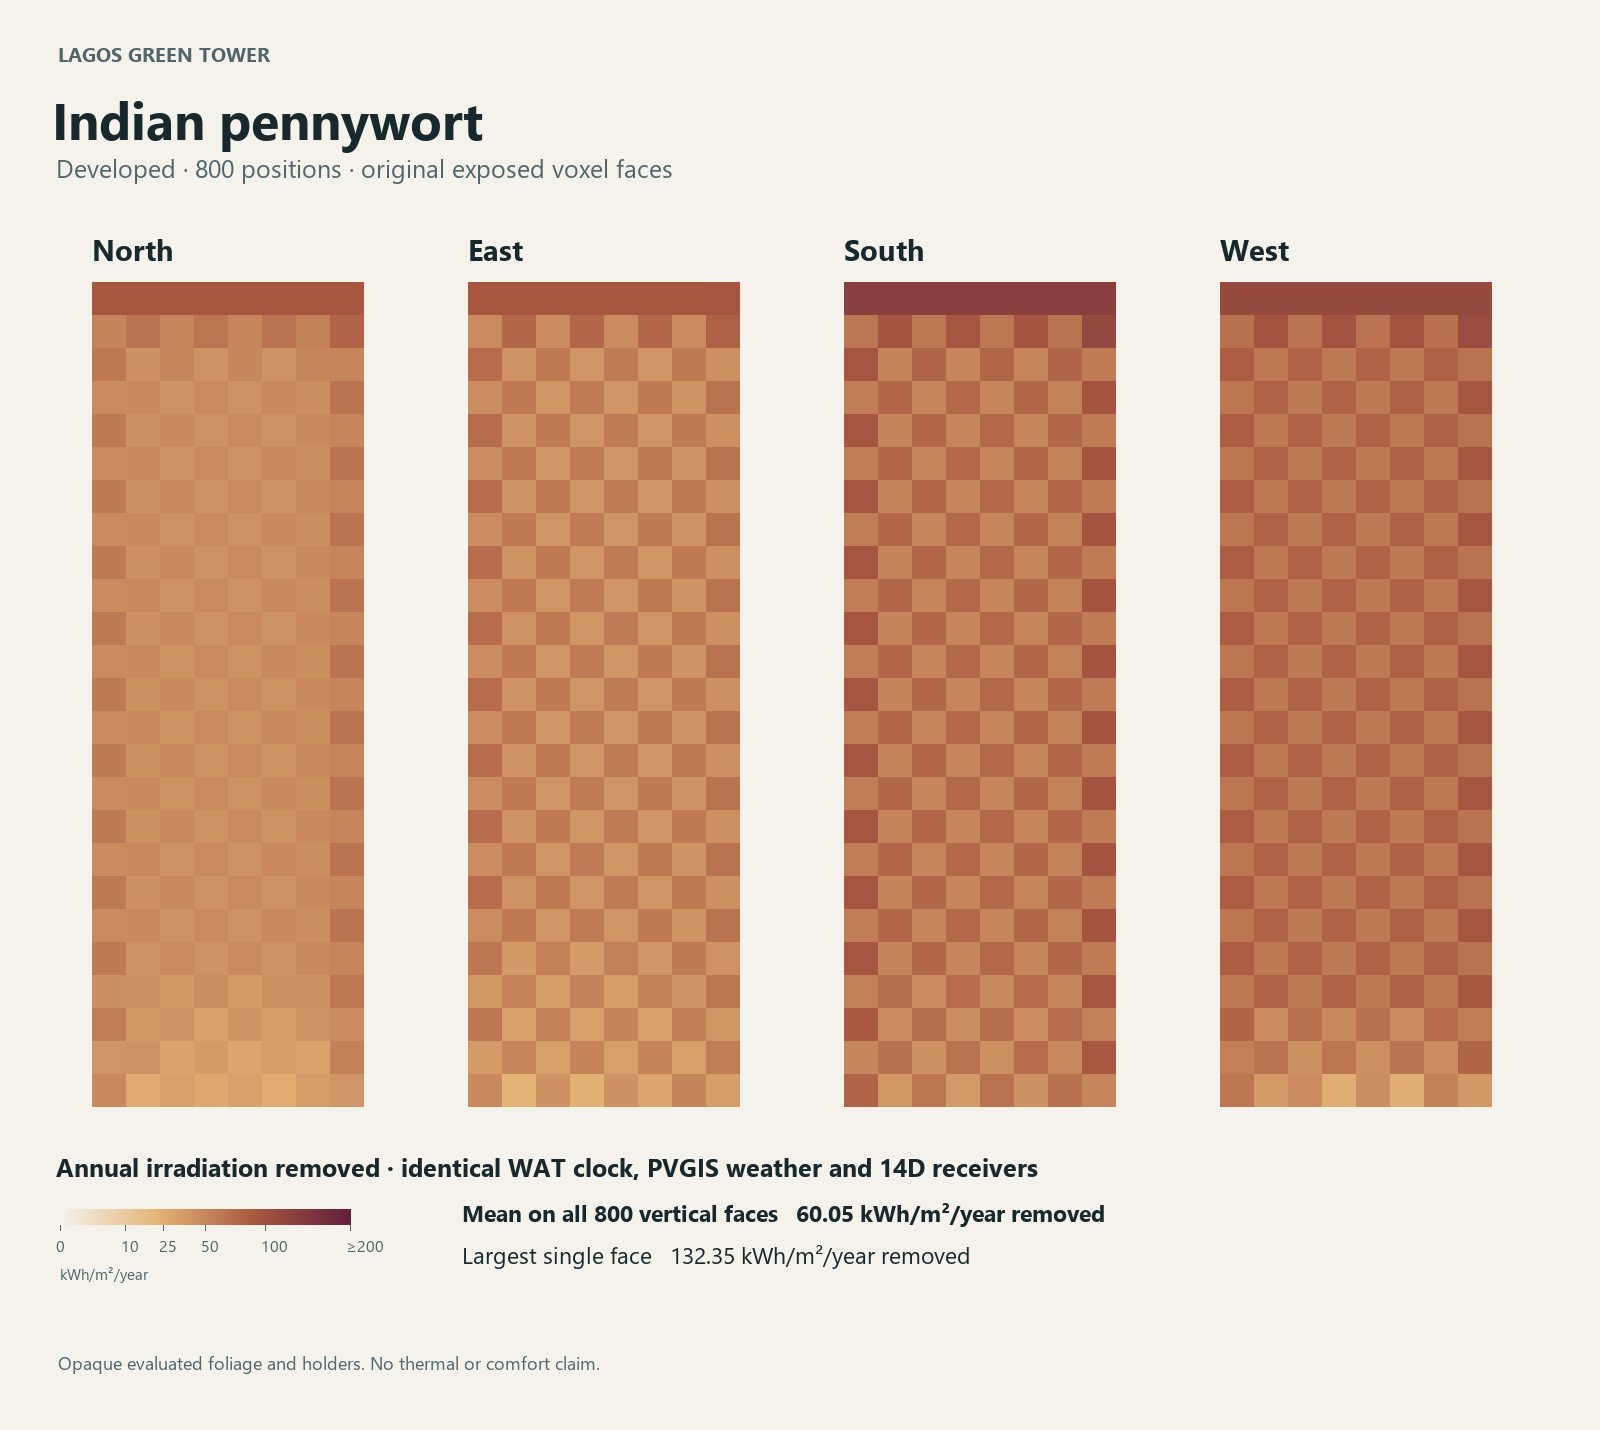 LAGOS GREEN TOWER
Indian pennywort
Developed · 800 positions · original exposed voxel faces
North East South West
Annual irradiation removed · identical WAT clock, PVGIS weather and 14D receivers
0 10 25 50 100 ≥200
kWh/m²/year
Mean on all 800 vertical faces 60.05 kWh/m²/year removed
Largest single face 132.35 kWh/m²/year removed
Opaque evaluated foliage and holders. No thermal or comfort claim.